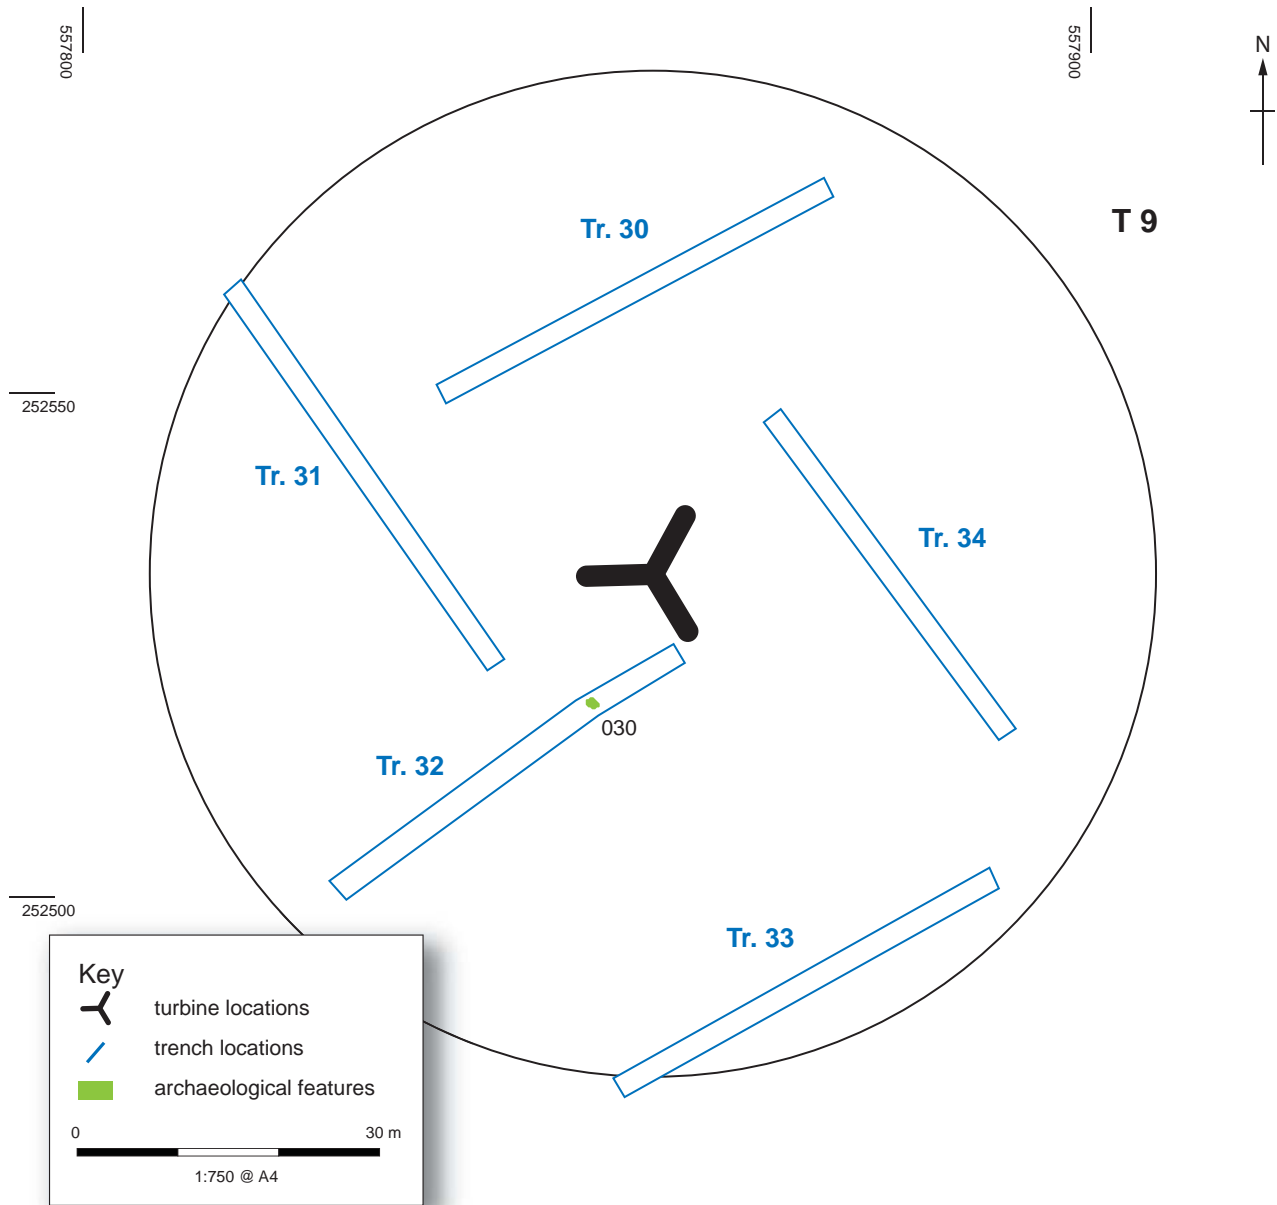 557800
557900
N
T 9
Tr. 30
252550
Tr. 31
Tr. 34
030
Tr. 32
252500
Tr. 33
Key
turbine locations
trench locations
archaeological features
0 30 m
1:750 @ A4